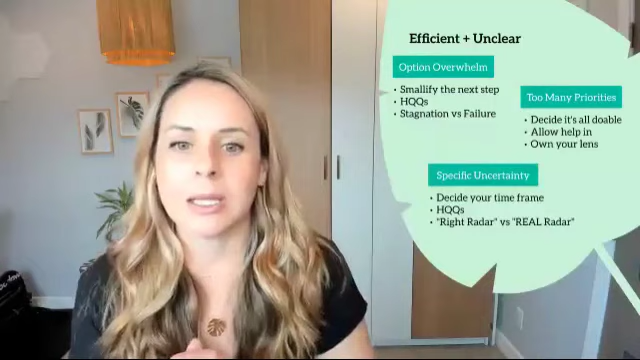 Efficient + Unclear
Option Overwhelm
• Smallify the next step
• HQQs
• Stagnation vs Failure
Too Many Priorities
• Decide it's all doable
• Allow help in
• Own your lens
Specific Uncertainty
• Decide your time frame
• HQQs
• "Right Radar" vs "REAL Radar"